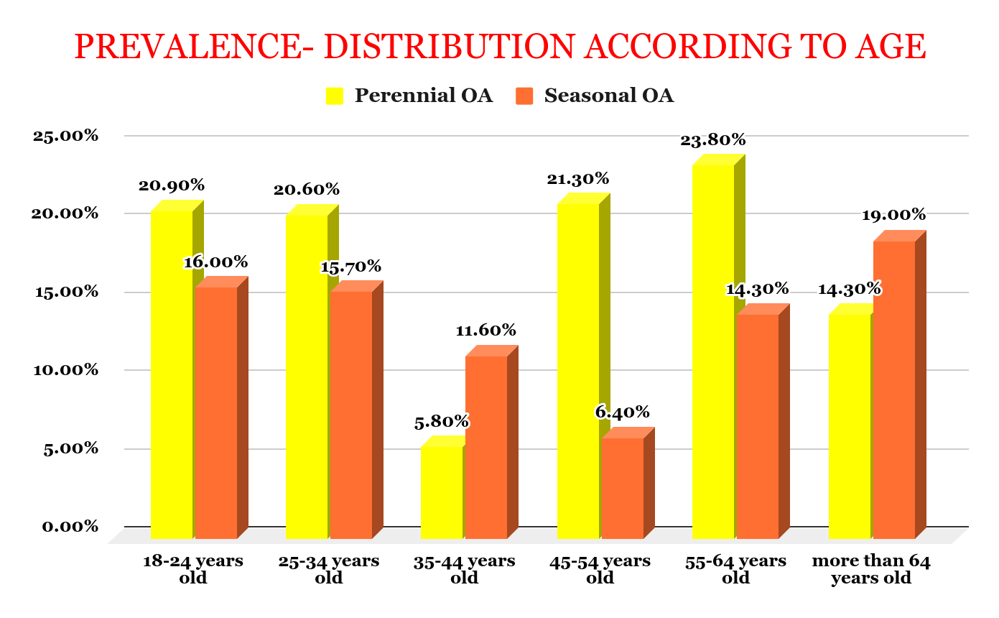 PREVALENCE- DISTRIBUTION ACCORDING TO AGE
Perennial OA
Seasonal OA
25.00%
20.00%
15.00%
10.00%
5.00%
0.00%
20.90%
16.00%
20.60%
15.70%
5.80%
11.60%
21.30%
6.40%
23.80%
14.30%
14.30%
19.00%
18-24 years
old
25-34 years
old
35-44 years
old
45-54 years
old
55-64 years
old
more than 64
years old